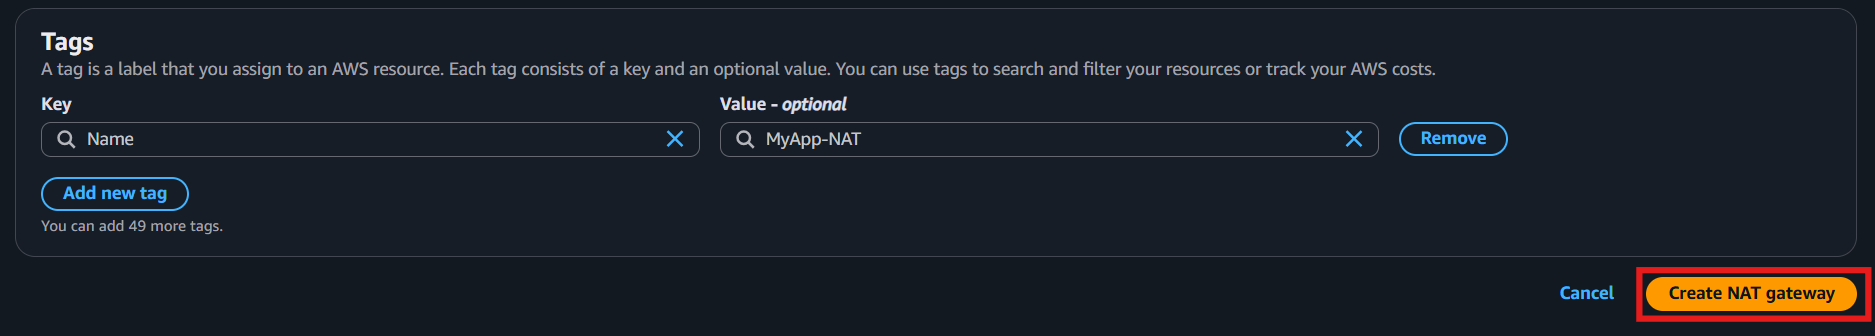 Tags
A tag is a label that you assign to an AWS resource. Each tag consists of a key and an optional value. You can use tags to search and filter your resources or track your AWS costs.
Key
Value - optional
Name
MyApp-NAT
Remove
Add new tag
You can add 49 more tags.
Cancel
Create NAT gateway